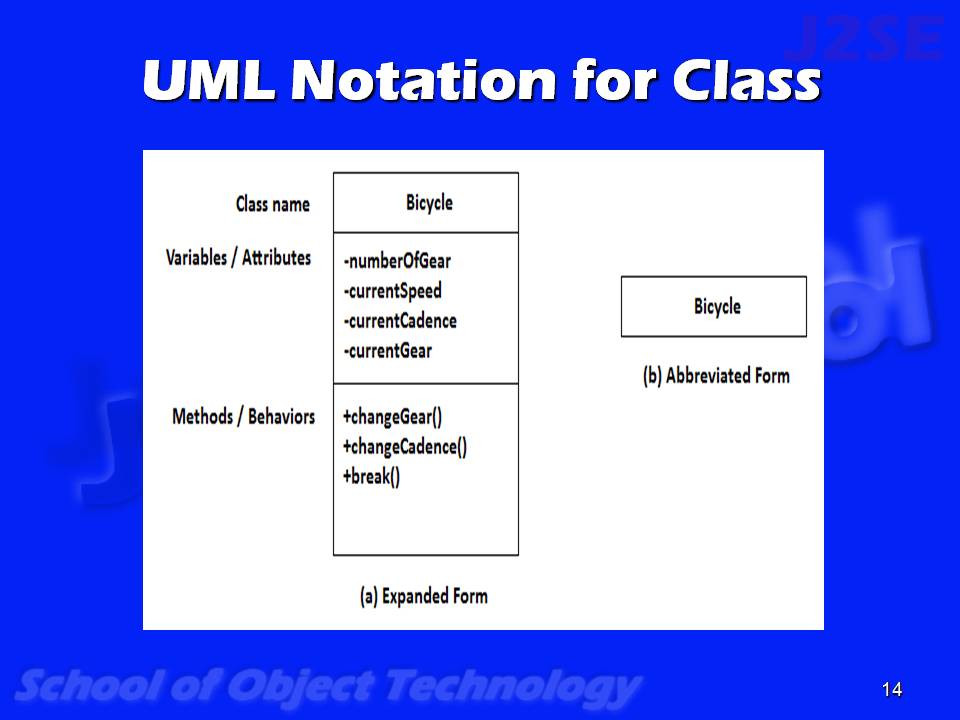 J2SE
UML Notation for Class
Class name
Bicycle
Variables / Attributes
-numberOfGear
-currentSpeed
-currentCadence
-currentGear
Methods / Behaviors
+changeGear()
+changeCadence()
+break()
(a) Expanded Form
Bicycle
(b) Abbreviated Form
School of Object Technology
14